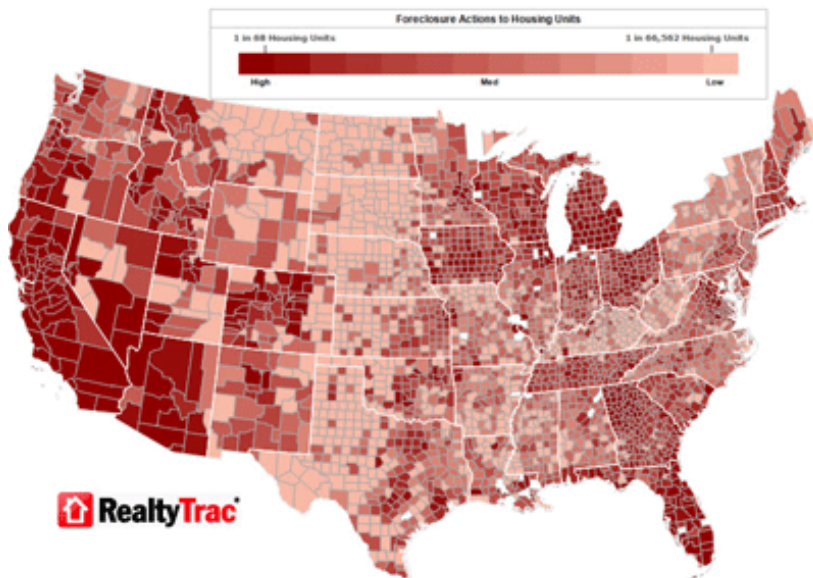 Foreclosure Actions to Housing Units
1 in 68 Housing Units 1 in 66,562 Housing Units
High Med Low
RealtyTrac®